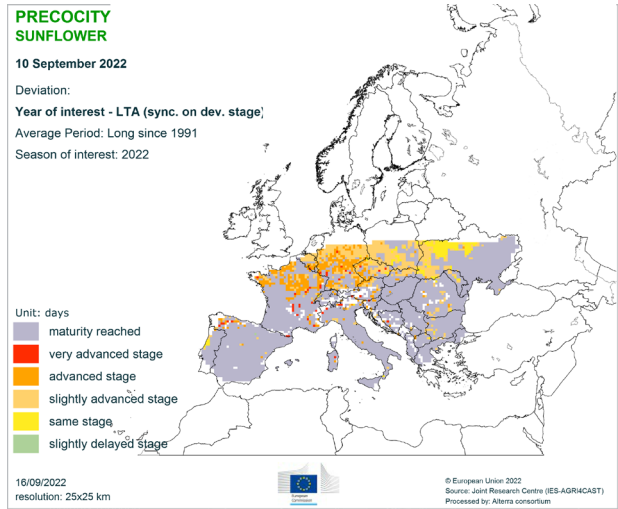 PRECOCITY
SUNFLOWER
10 September 2022
Deviation:
Year of interest - LTA (sync. on dev. stage)
Average Period: Long since 1991
Season of interest: 2022
Unit: days
maturity reached
very advanced stage
advanced stage
slightly advanced stage
same stage
slightly delayed stage
16/09/2022
resolution: 25x25 km
European
Commission
© European Union 2022
Source: Joint Research Centre (IES-AGRI4CAST)
Processed by: Alterra consortium